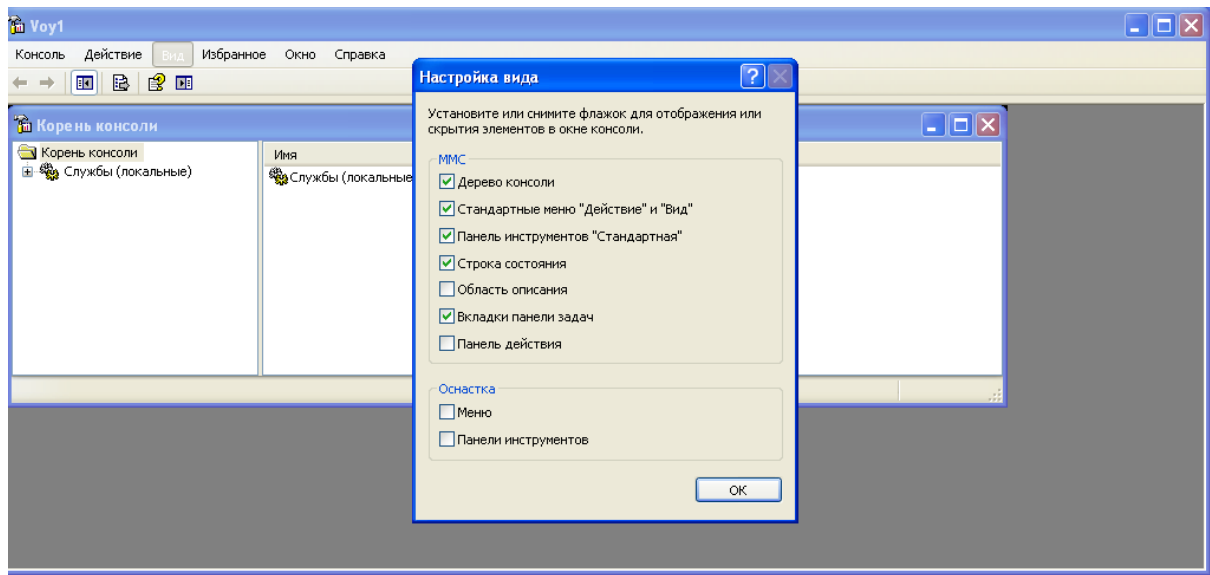 Voy1
Консоль Действие Вид Избранное Окно Справка
Корень консоли
Корень консоли
Службы (локальные)
Имя
Службы (локальные
Настройка вида
Установите или снимите флажок для отображения или
скрытия элементов в окне консоли.
MMC
Дерево консоли
Стандартные меню "Действие" и "Вид"
Панель инструментов "Стандартная"
Строка состояния
Область описания
Вкладки панели задач
Панель действия
Оснастка
Меню
Панели инструментов
ОК